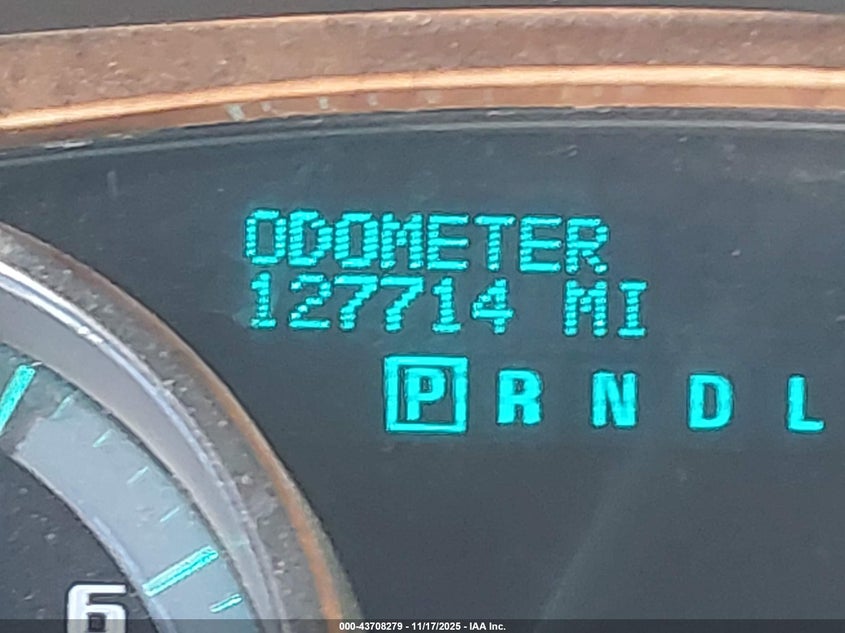 ODOMETER
127714 MI
P R N D L
6
000-43708279 - 11/17/2025 - IAA Inc.